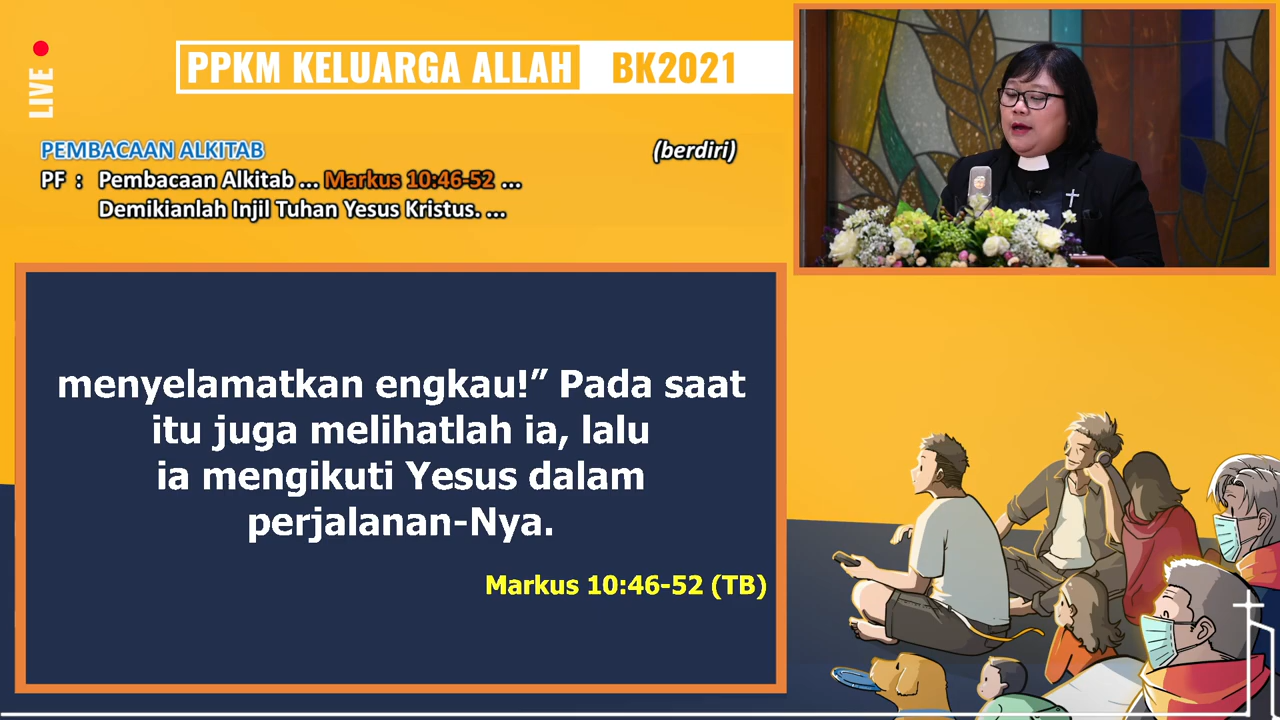 LIVE
PPKM KELUARGA ALLAH BK2021
PEMBACAAN ALKITAB (berdiri)
PF : Pembacaan Alkitab ... Markus 10:46-52 ...
Demikianlah Injil Tuhan Yesus Kristus. ...
menyelamatkan engkau!” Pada saat
itu juga melihatlah ia, lalu
ia mengikuti Yesus dalam
perjalanan-Nya.
Markus 10:46-52 (TB)